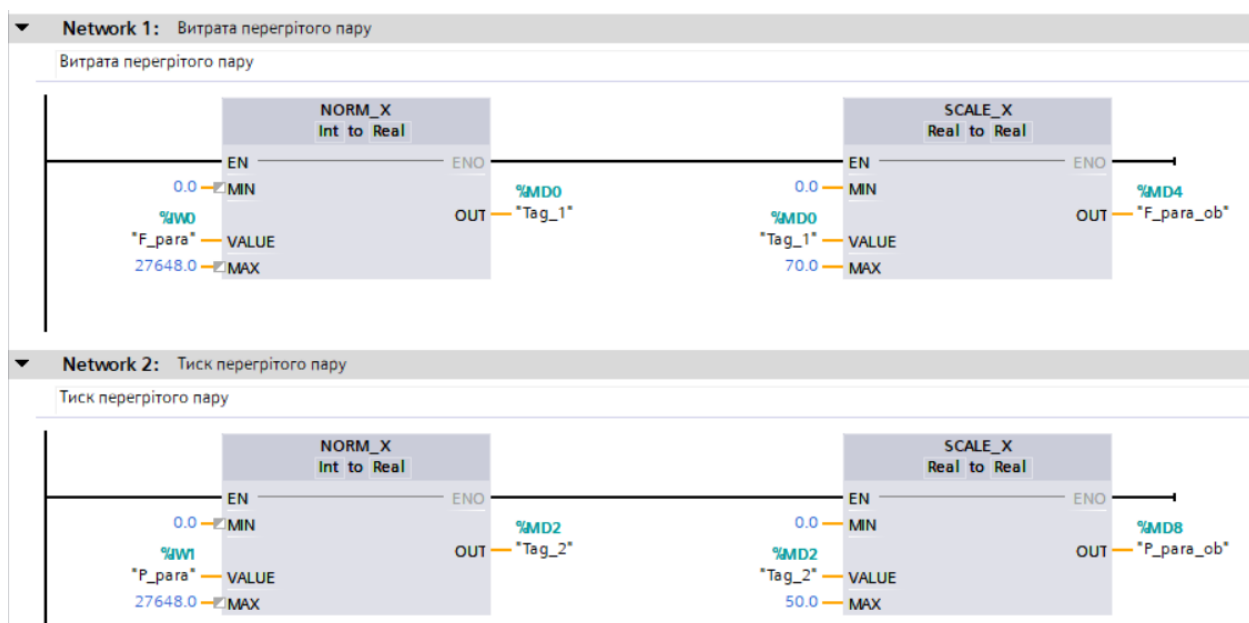 Network 1: Витрата перегрітого пару
Витрата перегрітого пару
NORM_X SCALE_X
Int to Real Real to Real
EN ENO EN ENO
0.0 MIN %MD0 0.0 MIN %MD4
%IW0 OUT "Tag_1" %MD0 OUT "F_para_ob"
"F_para" VALUE "Tag_1" VALUE
27648.0 MAX 70.0 MAX
Network 2: Тиск перегрітого пару
Тиск перегрітого пару
NORM_X SCALE_X
Int to Real Real to Real
EN ENO EN ENO
0.0 MIN %MD2 0.0 MIN %MD8
%IW1 OUT "Tag_2" %MD2 OUT "P_para_ob"
"P_para" VALUE "Tag_2" VALUE
27648.0 MAX 50.0 MAX